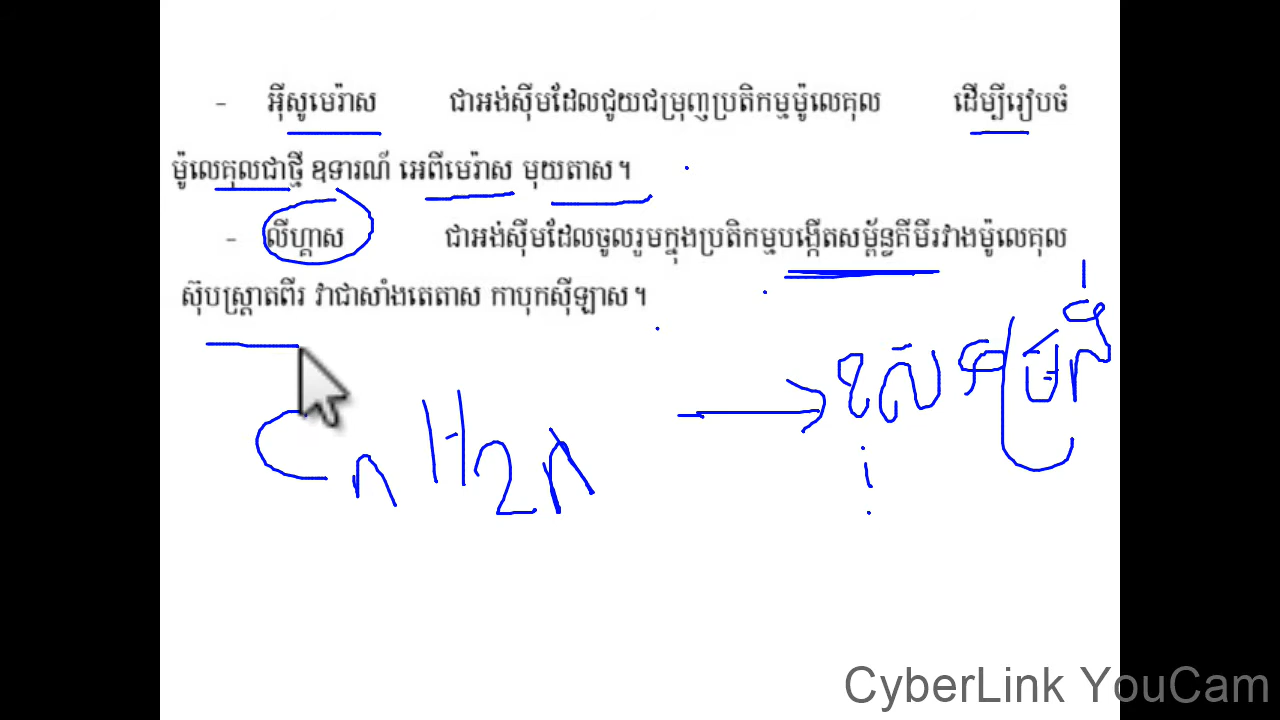 - អ៊ីសូមេរ៉ាស ជាអង់ស៊ីមដែលជួយជម្រុញប្រតិកម្មម៉ូលេគុល ដើម្បីរៀបចំ
ម៉ូលេគុលជាថ្មី ឧទារណ៍ អេពីមេរ៉ាស មុយតាស។
- លីហ្គាស ជាអង់ស៊ីមដែលចូលរួមក្នុងប្រតិកម្មបង្កើតសម្ព័ន្ធគីមីរវាងម៉ូលេគុល
ស៊ុបស្ត្រាតពីរ វាជាសាំងតេតាស កាបុកស៊ីឡាស។
CnH2n
CyberLink YouCam